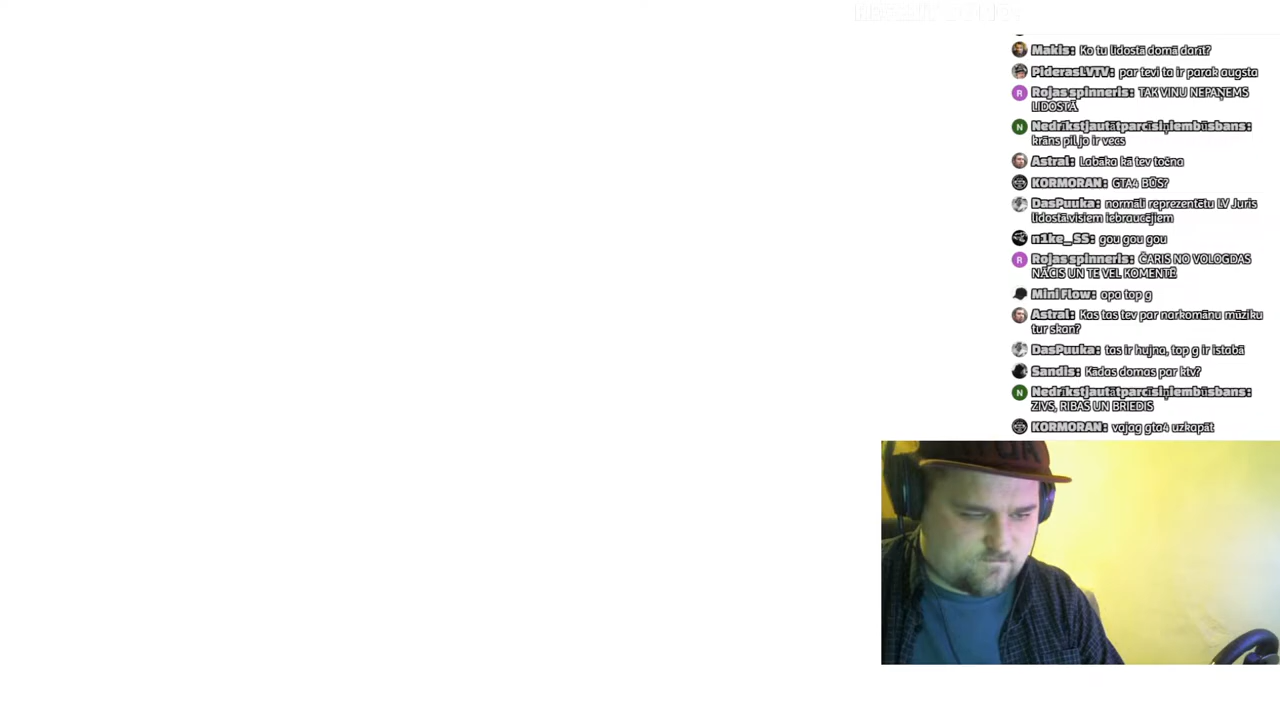 Makis: Ko tu lidostā domā darīt?
PiderasLVTV: par tevi ta ir parak augsta
Rojas spinneris: TAK VIŅU NEPAŅEMS
LIDOSTĀ
Nedrīkstjautātparcīsiņiembūsbans:
krāns pil,jo ir vecs
Astral: Labāka kā tev točna
KORMORAN: GTA4 BŪS?
DasPuuka: normāli reprezentētu LV Juris
lidostā.visiem iebraucējiem
n1ke_SS: gou gou gou
Rojas spinneris: ČARIS NO VOLOGDAS
NĀCIS UN TE VEL KOMENTĒ
Mini Flow: opa top g
Astral: Kas tas tev par narkomānu mūziku
tur skan?
DasPuuka: tas ir hujna, top g ir istabā
Sandis: Kādas domas par ktv?
Nedrīkstjautātparcīsiņiembūsbans:
ZIVS, RIBAS UN BRIEDIS
KORMORAN: vajag gta4 uzkapāt